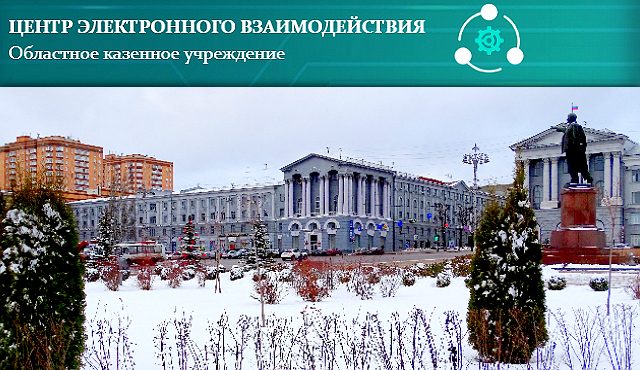 ЦЕНТР ЭЛЕКТРОННОГО ВЗАИМОДЕЙСТВИЯ
Областное казенное учреждение